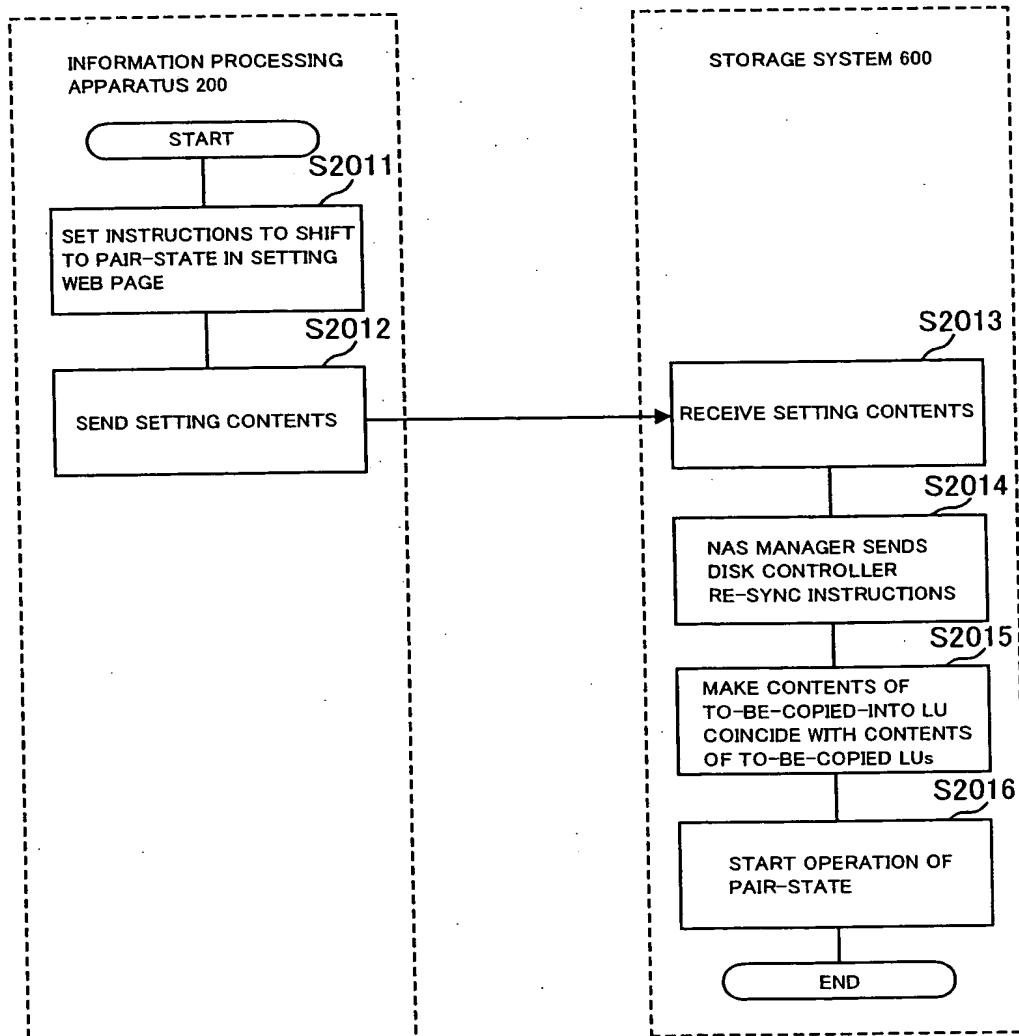 INFORMATION PROCESSING
APPARATUS 200
START
S2011
SET INSTRUCTIONS TO SHIFT
TO PAIR-STATE IN SETTING
WEB PAGE
S2012
SEND SETTING CONTENTS
STORAGE SYSTEM 600
S2013
RECEIVE SETTING CONTENTS
S2014
NAS MANAGER SENDS
DISK CONTROLLER
RE-SYNC INSTRUCTIONS
S2015
MAKE CONTENTS OF
TO-BE-COPIED-INTO LU
COINCIDE WITH CONTENTS
OF TO-BE-COPIED LUs
S2016
START OPERATION OF
PAIR-STATE
END